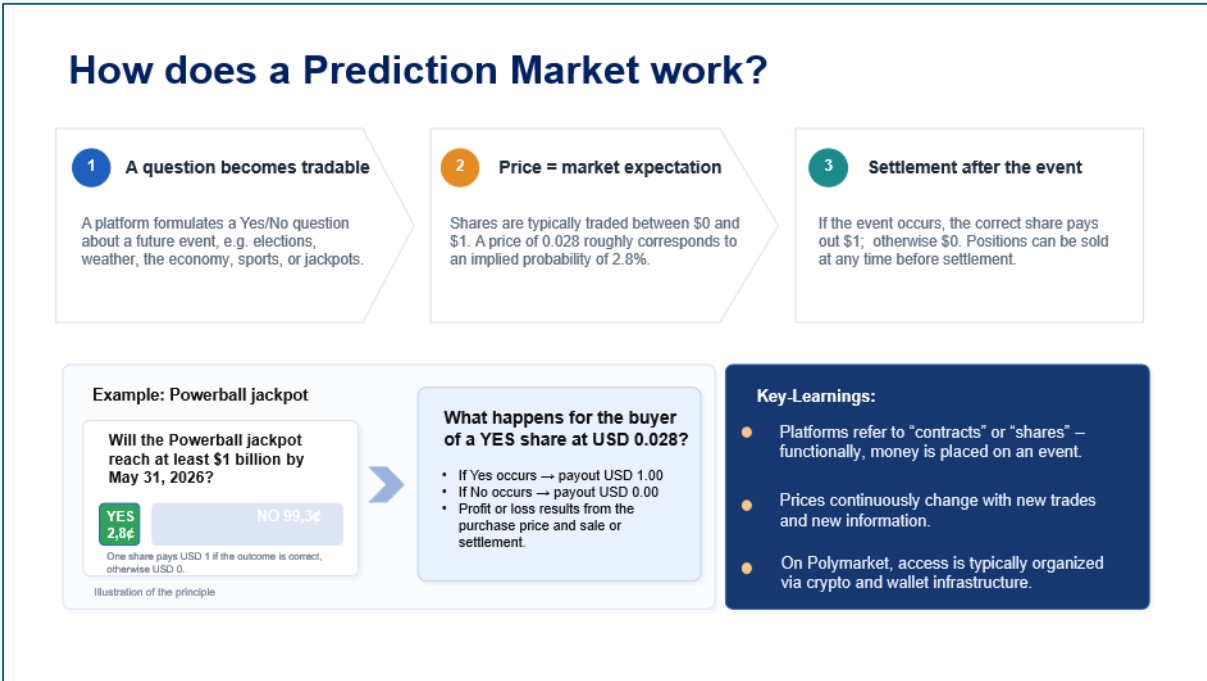 How does a Prediction Market work?
1
A question becomes tradable
A platform formulates a Yes/No question
about a future event, e.g. elections,
weather, the economy, sports, or jackpots.
2
Price = market expectation
Shares are typically traded between $0 and
$1. A price of 0.028 roughly corresponds to
an implied probability of 2.8%.
3
Settlement after the event
If the event occurs, the correct share pays
out $1; otherwise $0. Positions can be sold
at any time before settlement.
Example: Powerball jackpot
Will the Powerball jackpot
reach at least $1 billion by
May 31, 2026?
YES
2,8¢
NO 99,3¢
One share pays USD 1 if the outcome is correct,
otherwise USD 0.
Illustration of the principle
What happens for the buyer
of a YES share at USD 0.028?
• If Yes occurs → payout USD 1.00
• If No occurs → payout USD 0.00
• Profit or loss results from the
purchase price and sale or
settlement.
Key-Learnings:
Platforms refer to “contracts” or “shares” –
functionally, money is placed on an event.
Prices continuously change with new trades
and new information.
On Polymarket, access is typically organized
via crypto and wallet infrastructure.